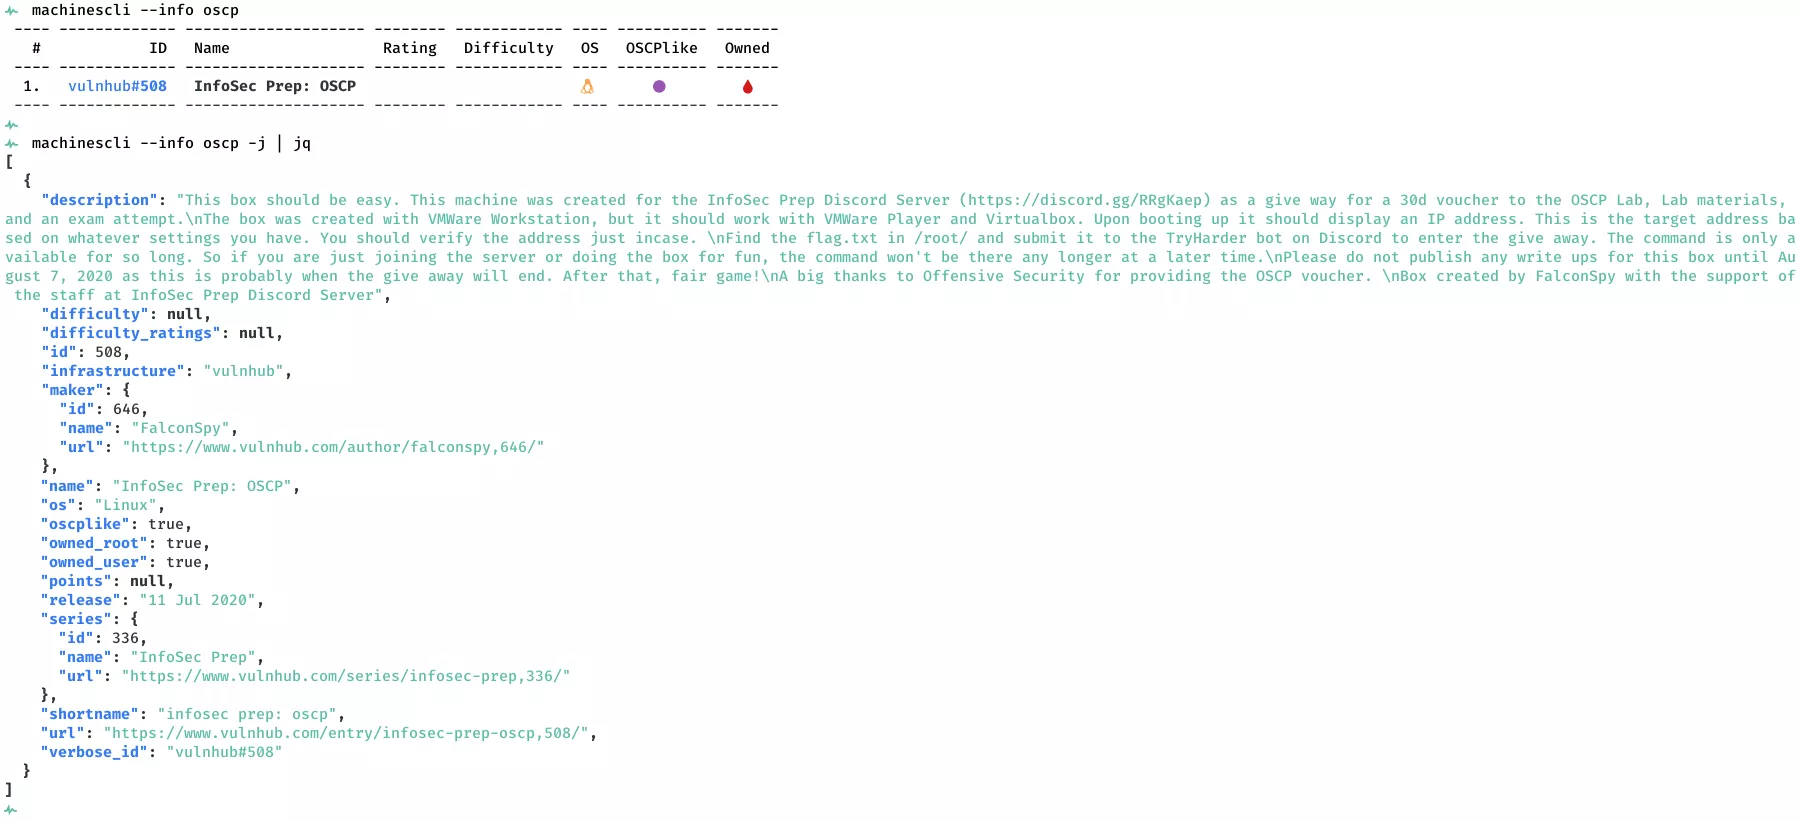 machinescli --info oscp
---- ------------- -------------------- -------- ------------ ---- ---------- -------
# ID Name Rating Difficulty OS OSCPlike Owned
---- ------------- -------------------- -------- ------------ ---- ---------- -------
1. vulnhub#508 InfoSec Prep: OSCP
---- ------------- -------------------- -------- ------------ ---- ---------- -------
machinescli --info oscp -j | jq
[
  {
    "description": "This box should be easy. This machine was created for the InfoSec Prep Discord Server (https://discord.gg/RRgKaep) as a give way for a 30d voucher to the OSCP Lab, Lab materials,
and an exam attempt.\nThe box was created with VMWare Workstation, but it should work with VMWare Player and Virtualbox. Upon booting up it should display an IP address. This is the target address ba
sed on whatever settings you have. You should verify the address just incase. \nFind the flag.txt in /root/ and submit it to the TryHarder bot on Discord to enter the give away. The command is only a
vailable for so long. So if you are just joining the server or doing the box for fun, the command won't be there any longer at a later time.\nPlease do not publish any write ups for this box until Au
gust 7, 2020 as this is probably when the give away will end. After that, fair game!\nA big thanks to Offensive Security for providing the OSCP voucher. \nBox created by FalconSpy with the support of
 the staff at InfoSec Prep Discord Server",
    "difficulty": null,
    "difficulty_ratings": null,
    "id": 508,
    "infrastructure": "vulnhub",
    "maker": {
      "id": 646,
      "name": "FalconSpy",
      "url": "https://www.vulnhub.com/author/falconspy,646/"
    },
    "name": "InfoSec Prep: OSCP",
    "os": "Linux",
    "oscplike": true,
    "owned_root": true,
    "owned_user": true,
    "points": null,
    "release": "11 Jul 2020",
    "series": {
      "id": 336,
      "name": "InfoSec Prep",
      "url": "https://www.vulnhub.com/series/infosec-prep,336/"
    },
    "shortname": "infosec prep: oscp",
    "url": "https://www.vulnhub.com/entry/infosec-prep-oscp,508/",
    "verbose_id": "vulnhub#508"
  }
]